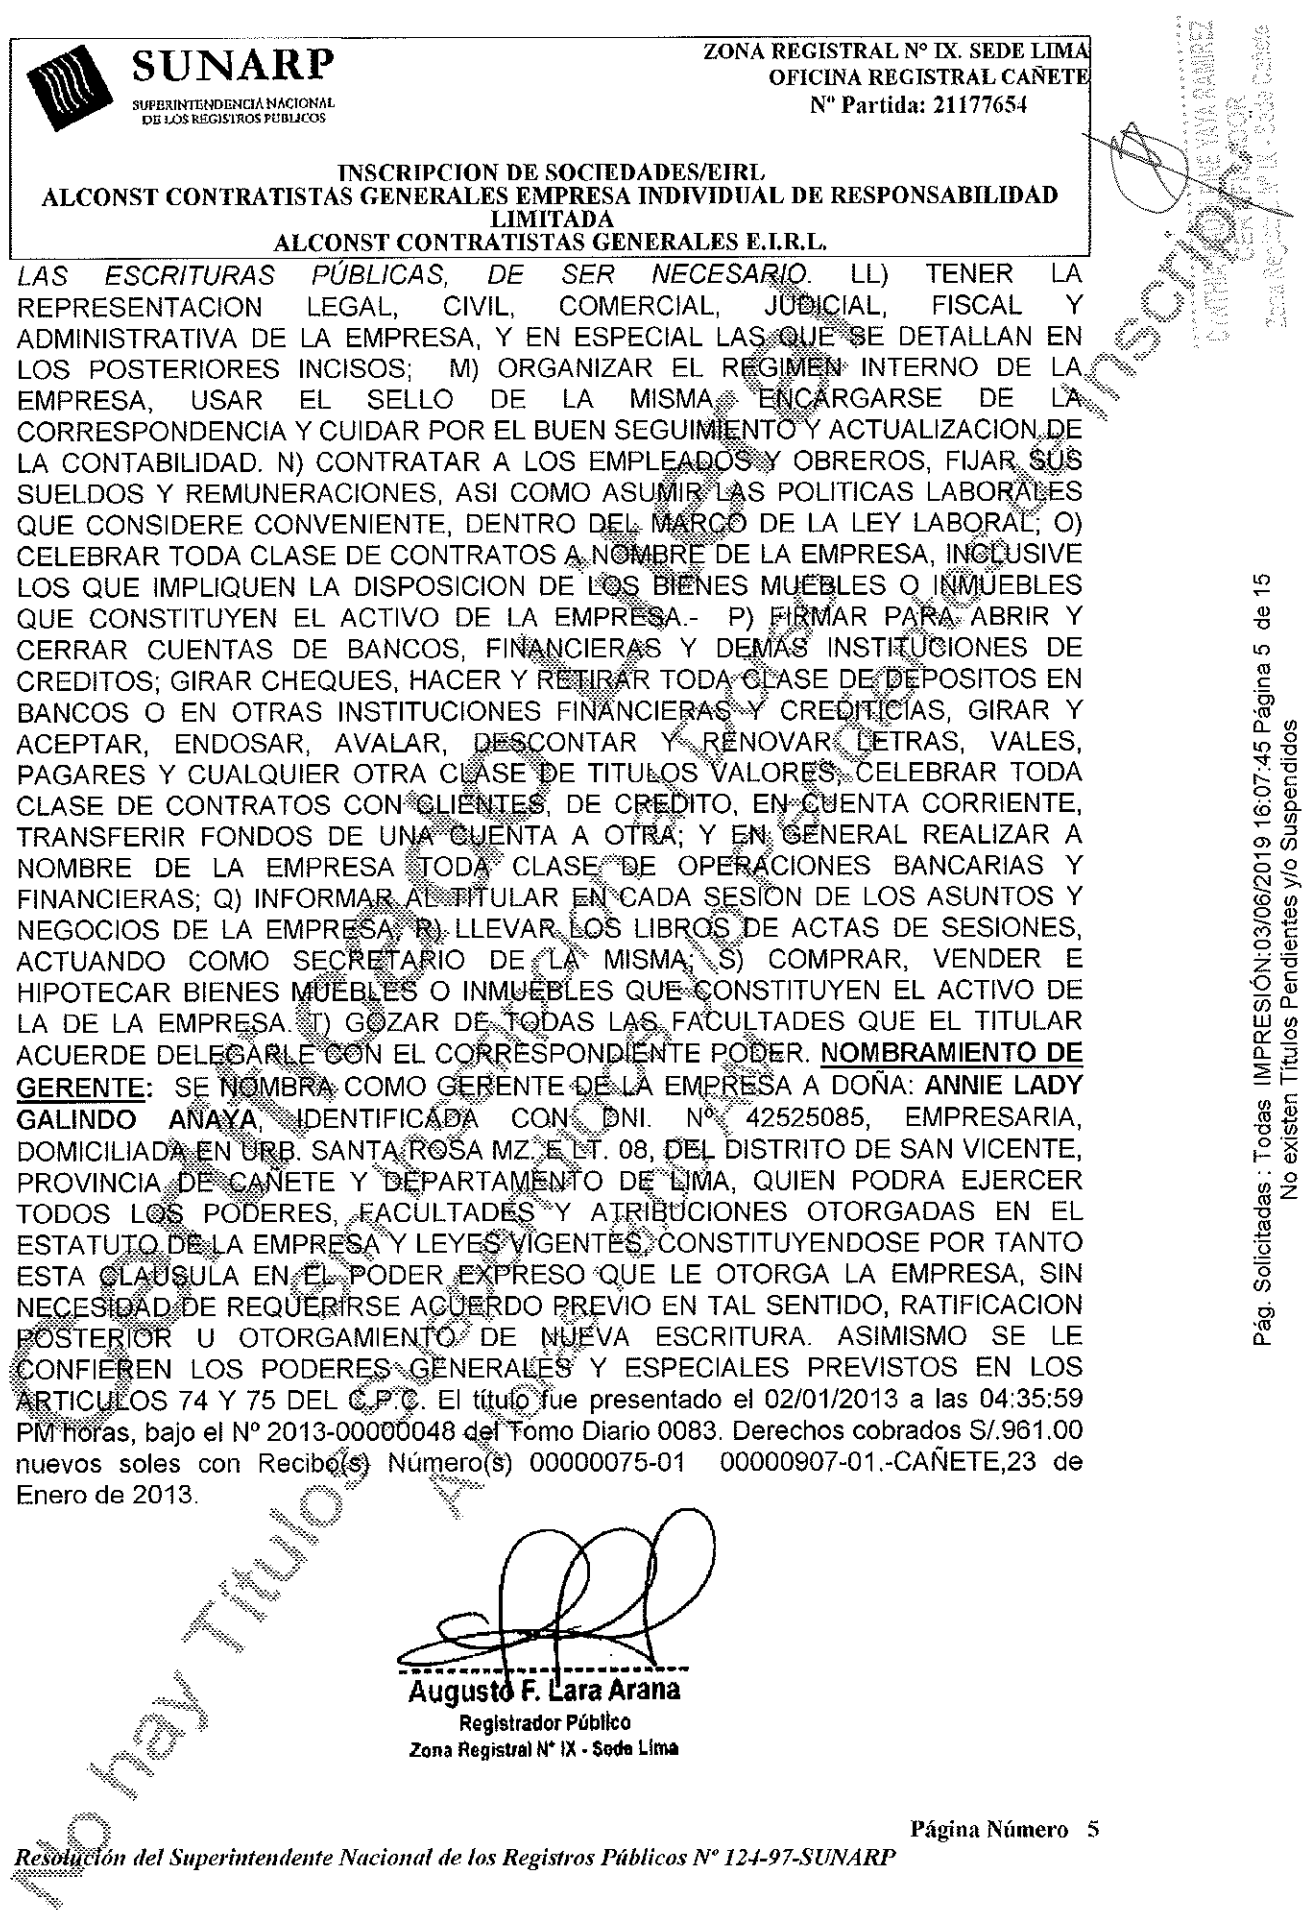 SUNARP
SUPERINTENDENCIA NACIONAL
DE LOS REGISTROS PUBLICOS
ZONA REGISTRAL Nº IX. SEDE LIMA
OFICINA REGISTRAL CAÑETE
Nº Partida: 21177654
INSCRIPCION DE SOCIEDADES/EIRL
ALCONST CONTRATISTAS GENERALES EMPRESA INDIVIDUAL DE RESPONSABILIDAD
LIMITADA
ALCONST CONTRATISTAS GENERALES E.I.R.L.
LAS ESCRITURAS PÚBLICAS, DE SER NECESARIO. LL) TENER LA
REPRESENTACION LEGAL, CIVIL, COMERCIAL, JUDICIAL, FISCAL Y
ADMINISTRATIVA DE LA EMPRESA, Y EN ESPECIAL LAS QUE SE DETALLAN EN
LOS POSTERIORES INCISOS; M) ORGANIZAR EL REGIMEN INTERNO DE LA
EMPRESA, USAR EL SELLO DE LA MISMA, ENCARGARSE DE LA
CORRESPONDENCIA Y CUIDAR POR EL BUEN SEGUIMIENTO Y ACTUALIZACION DE
LA CONTABILIDAD. N) CONTRATAR A LOS EMPLEADOS Y OBREROS, FIJAR SUS
SUELDOS Y REMUNERACIONES, ASI COMO ASUMIR LAS POLITICAS LABORALES
QUE CONSIDERE CONVENIENTE, DENTRO DEL MARCO DE LA LEY LABORAL; O)
CELEBRAR TODA CLASE DE CONTRATOS A NOMBRE DE LA EMPRESA, INCLUSIVE
LOS QUE IMPLIQUEN LA DISPOSICION DE LOS BIENES MUEBLES O INMUEBLES
QUE CONSTITUYEN EL ACTIVO DE LA EMPRESA.- P) FIRMAR PARA ABRIR Y
CERRAR CUENTAS DE BANCOS, FINANCIERAS Y DEMAS INSTITUCIONES DE
CREDITOS; GIRAR CHEQUES, HACER Y RETIRAR TODA CLASE DE DEPOSITOS EN
BANCOS O EN OTRAS INSTITUCIONES FINANCIERAS Y CREDITICIAS, GIRAR Y
ACEPTAR, ENDOSAR, AVALAR, DESCONTAR Y RENOVAR LETRAS, VALES,
PAGARES Y CUALQUIER OTRA CLASE DE TITULOS VALORES; CELEBRAR TODA
CLASE DE CONTRATOS CON CLIENTES, DE CREDITO, EN CUENTA CORRIENTE,
TRANSFERIR FONDOS DE UNA CUENTA A OTRA; Y EN GENERAL REALIZAR A
NOMBRE DE LA EMPRESA TODA CLASE DE OPERACIONES BANCARIAS Y
FINANCIERAS; Q) INFORMAR AL TITULAR EN CADA SESION DE LOS ASUNTOS Y
NEGOCIOS DE LA EMPRESA; R) LLEVAR LOS LIBROS DE ACTAS DE SESIONES,
ACTUANDO COMO SECRETARIO DE LA MISMA; S) COMPRAR, VENDER E
HIPOTECAR BIENES MUEBLES O INMUEBLES QUE CONSTITUYEN EL ACTIVO DE
LA DE LA EMPRESA. T) GOZAR DE TODAS LAS FACULTADES QUE EL TITULAR
ACUERDE DELEGARLE CON EL CORRESPONDIENTE PODER. NOMBRAMIENTO DE
GERENTE: SE NOMBRA COMO GERENTE DE LA EMPRESA A DOÑA: ANNIE LADY
GALINDO ANAYA, IDENTIFICADA CON DNI. Nº 42525085, EMPRESARIA,
DOMICILIADA EN URB. SANTA ROSA MZ. E LT. 08, DEL DISTRITO DE SAN VICENTE,
PROVINCIA DE CAÑETE Y DEPARTAMENTO DE LIMA, QUIEN PODRA EJERCER
TODOS LOS PODERES, FACULTADES Y ATRIBUCIONES OTORGADAS EN EL
ESTATUTO DE LA EMPRESA Y LEYES VIGENTES, CONSTITUYENDOSE POR TANTO
ESTA CLAUSULA EN EL PODER EXPRESO QUE LE OTORGA LA EMPRESA, SIN
NECESIDAD DE REQUERIRSE ACUERDO PREVIO EN TAL SENTIDO, RATIFICACION
POSTERIOR U OTORGAMIENTO DE NUEVA ESCRITURA. ASIMISMO SE LE
CONFIEREN LOS PODERES GENERALES Y ESPECIALES PREVISTOS EN LOS
ARTICULOS 74 Y 75 DEL C.P.C. El título fue presentado el 02/01/2013 a las 04:35:59
PM horas, bajo el Nº 2013-00000048 del Tomo Diario 0083. Derechos cobrados S/.961.00
nuevos soles con Recibo(s) Número(s) 00000075-01 00000907-01.-CAÑETE,23 de
Enero de 2013.
Augusto F. Lara Arana
Registrador Público
Zona Registral N° IX - Sede Lima
Página Número 5
Resolución del Superintendente Nacional de los Registros Públicos Nº 124-97-SUNARP
Pág. Solicitadas : Todas IMPRESIÓN:03/06/2019 16:07:45 Página 5 de 15
No existen Títulos Pendientes y/o Suspendidos
YAYA RAMIREZ
Sede Cañete
Certificado Literal
No hay Títulos